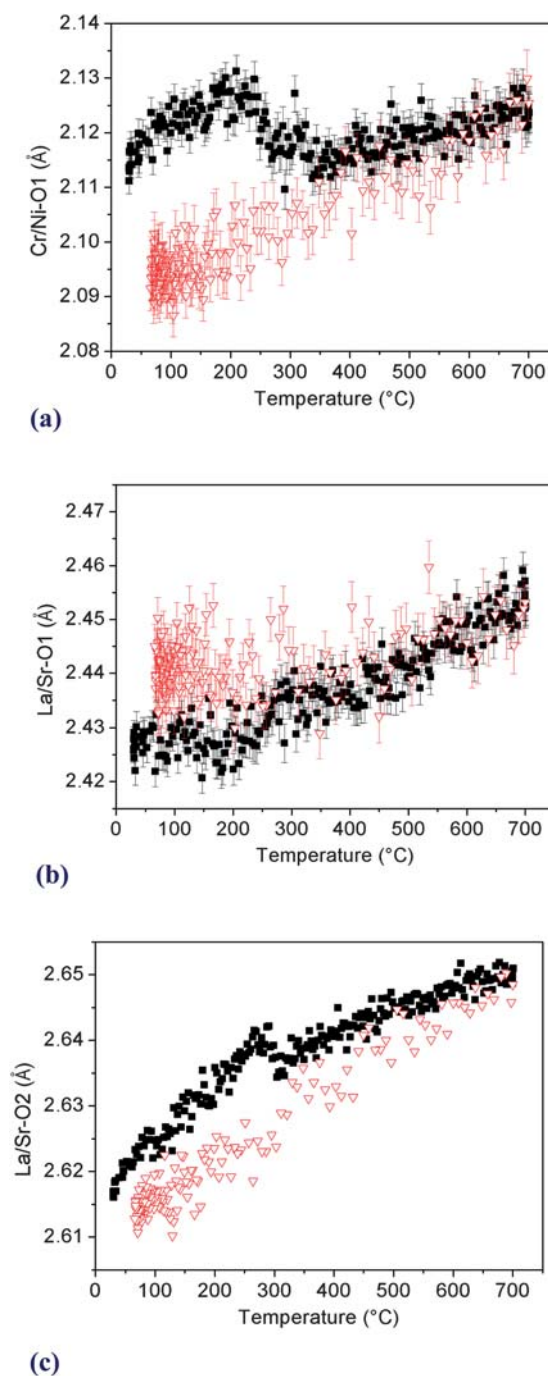 2.14
2.13
2.12
2.11
2.10
2.09
2.08
Cr/Ni-O1 (Å)
100 200 300 400 500 600 700
Temperature (°C)
(a)
2.47
2.46
2.45
2.44
2.43
2.42
La/Sr-O1 (Å)
0 100 200 300 400 500 600 700
Temperature (°C)
(b)
2.65
2.64
2.63
2.62
2.61
La/Sr-O2 (Å)
0 100 200 300 400 500 600 700
Temperature (°C)
(c)